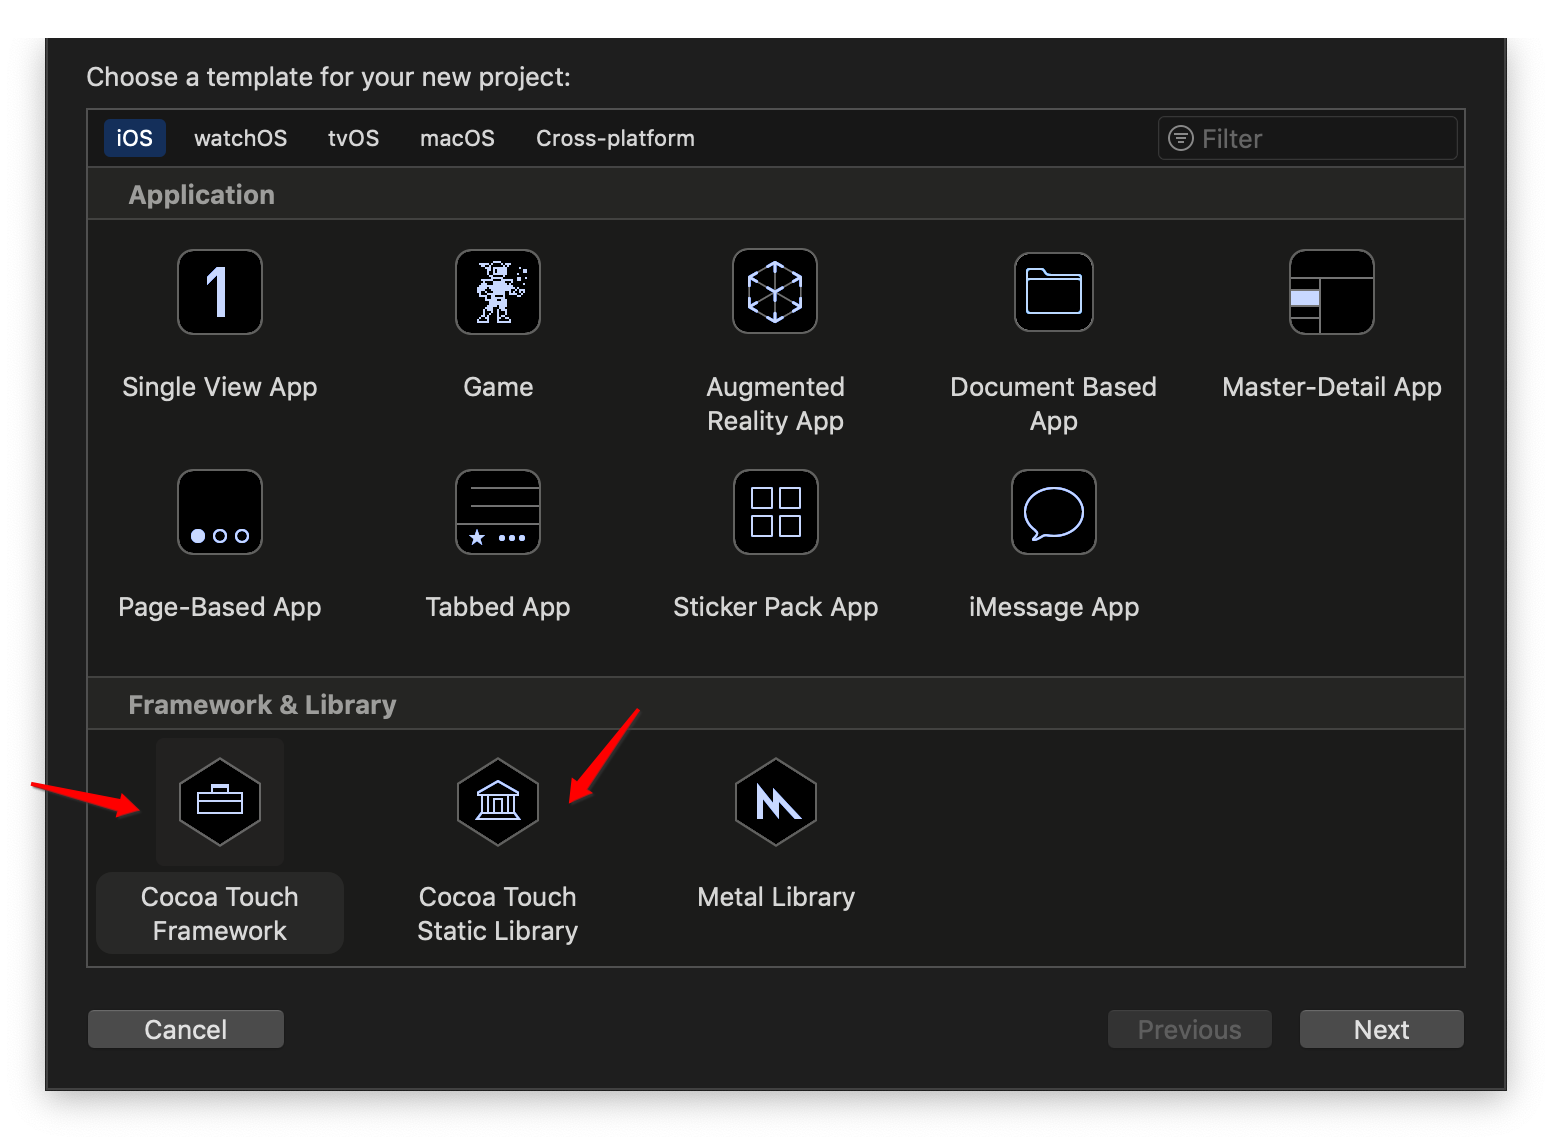 Choose a template for your new project:
iOS watchOS tvOS macOS Cross-platform Filter
Application
1
Single View App Game Augmented Reality App Document Based App Master-Detail App
Page-Based App Tabbed App Sticker Pack App iMessage App
Framework & Library
Cocoa Touch Framework Cocoa Touch Static Library Metal Library
Cancel Previous Next